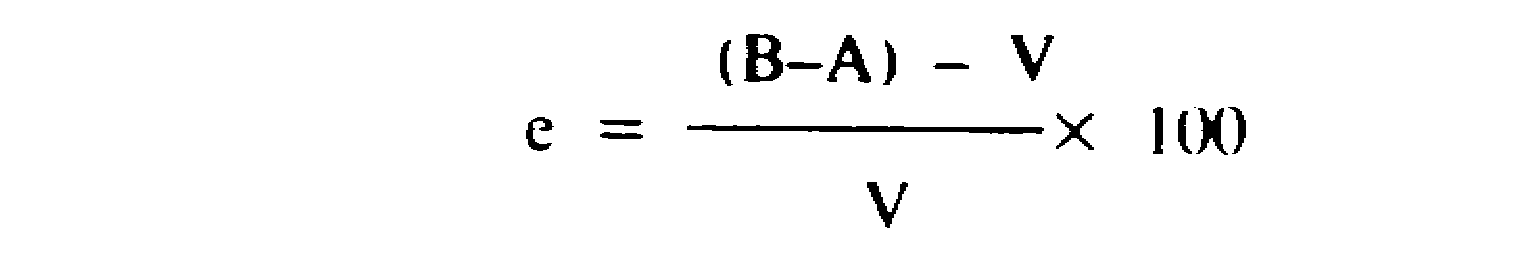 (B–A) – V
e = ———— × 100
V